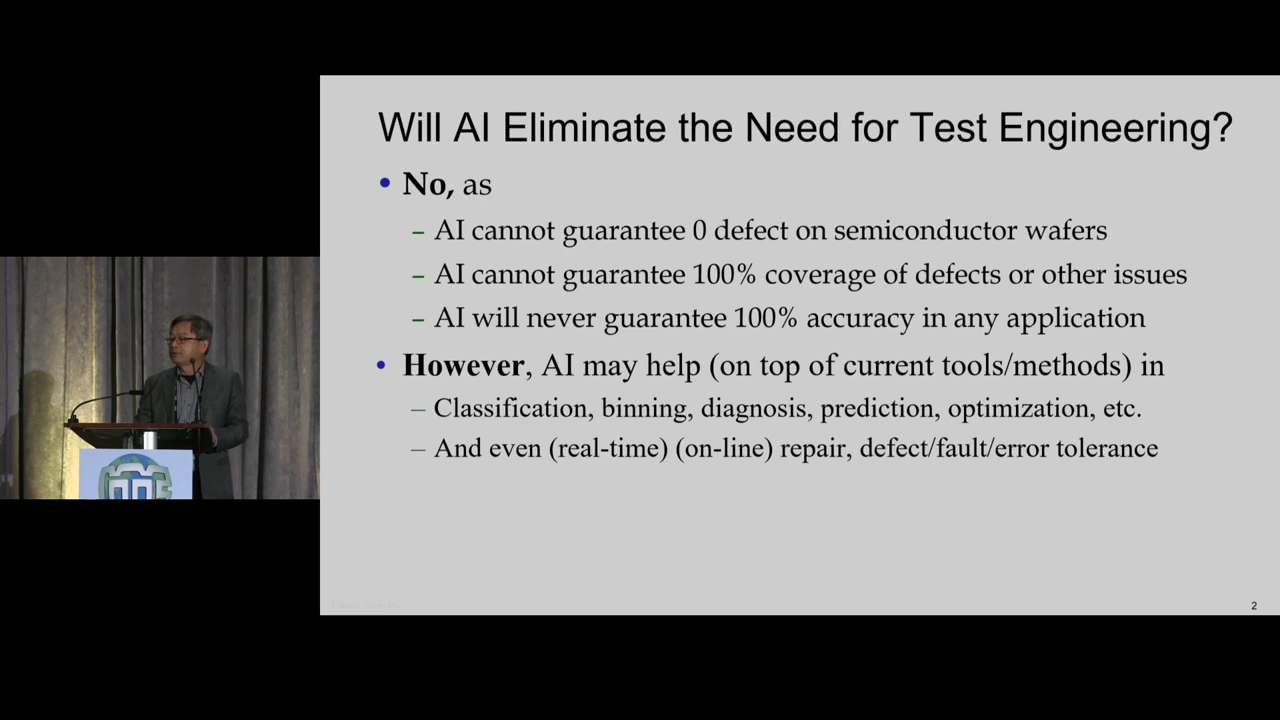 Will AI Eliminate the Need for Test Engineering?
• No, as
– AI cannot guarantee 0 defect on semiconductor wafers
– AI cannot guarantee 100% coverage of defects or other issues
– AI will never guarantee 100% accuracy in any application
• However, AI may help (on top of current tools/methods) in
– Classification, binning, diagnosis, prediction, optimization, etc.
– And even (real-time) (on-line) repair, defect/fault/error tolerance
2